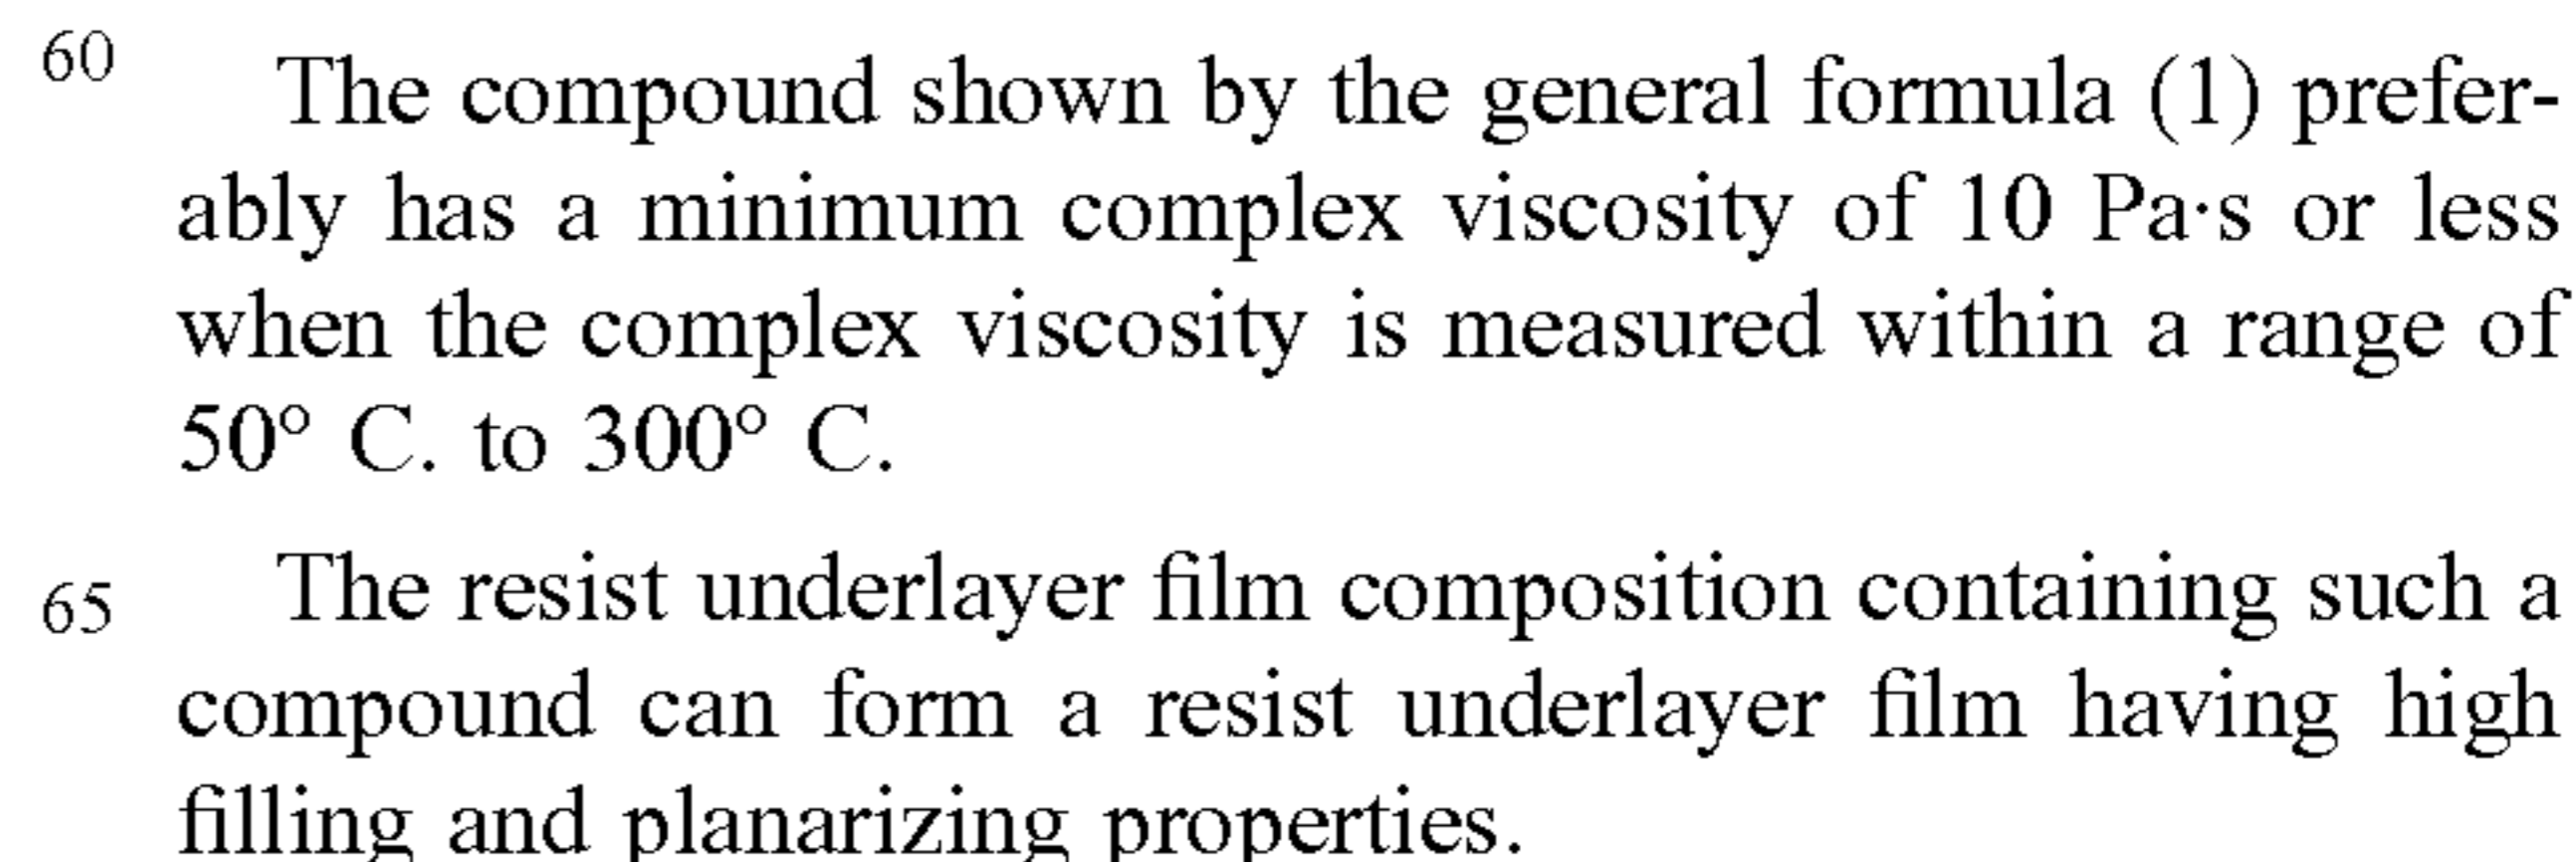 60 The compound shown by the general formula (1) prefer-
ably has a minimum complex viscosity of 10 Pa·s or less
when the complex viscosity is measured within a range of
50° C. to 300° C.
65 The resist underlayer film composition containing such a
compound can form a resist underlayer film having high
filling and planarizing properties.